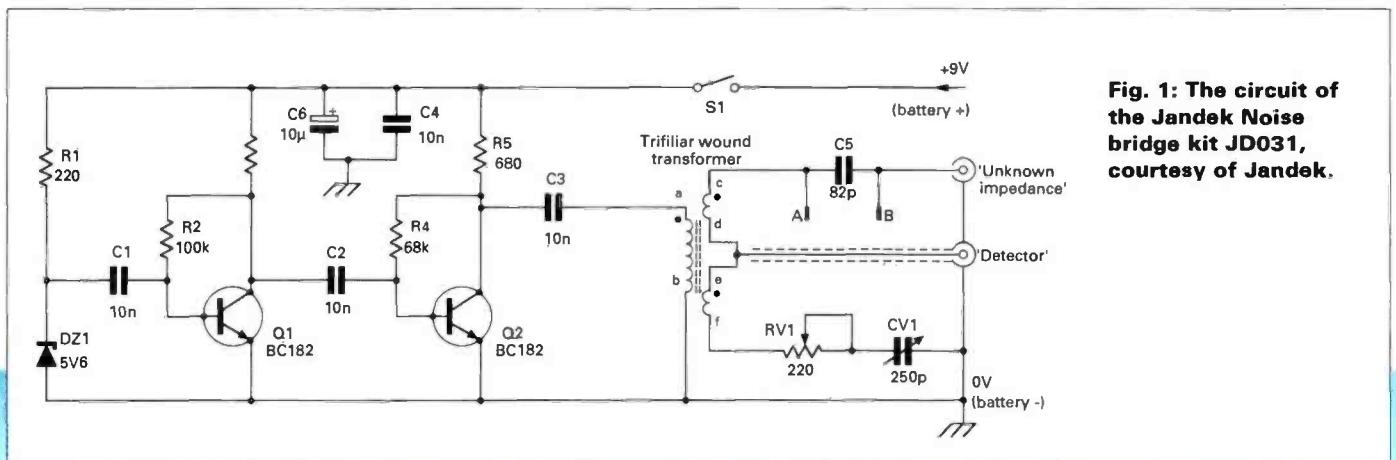 +9V
(battery +)
S1
C6
10µ
C4
10n
R5
680
R1
220
Trifiliar wound
transformer
C5
82p
'Unknown
impedance'
a
c
A
B
d
C3
10n
R2
100k
R4
68k
C1
10n
C2
10n
'Detector'
b
e
f
Q1
BC182
Q2
BC182
DZ1
5V6
RV1
220
CV1
250p
0V
(battery -)
Fig. 1: The circuit of
the Jandek Noise
bridge kit JD031,
courtesy of Jandek.